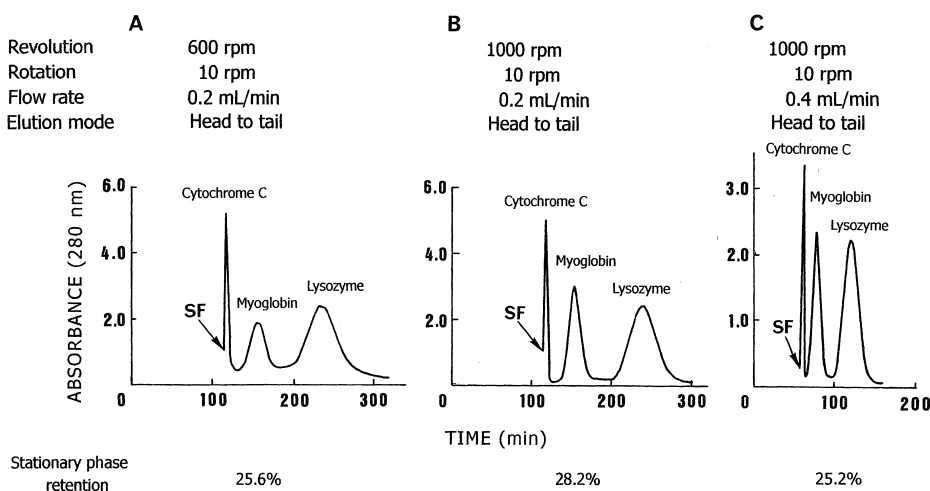 A B C
Revolution 600 rpm 1000 rpm 1000 rpm
Rotation 10 rpm 10 rpm 10 rpm
Flow rate 0.2 mL/min 0.2 mL/min 0.4 mL/min
Elution mode Head to tail Head to tail Head to tail
ABSORBANCE (280 nm)
6.0
4.0
2.0
0 100 200 300
Cytochrome C
Myoglobin
Lysozyme
SF
6.0
4.0
2.0
0 100 200 300
Cytochrome C
Myoglobin
Lysozyme
SF
3.0
2.0
1.0
0 100 200
Cytochrome C
Myoglobin
Lysozyme
SF
TIME (min)
Stationary phase
retention
25.6% 28.2% 25.2%